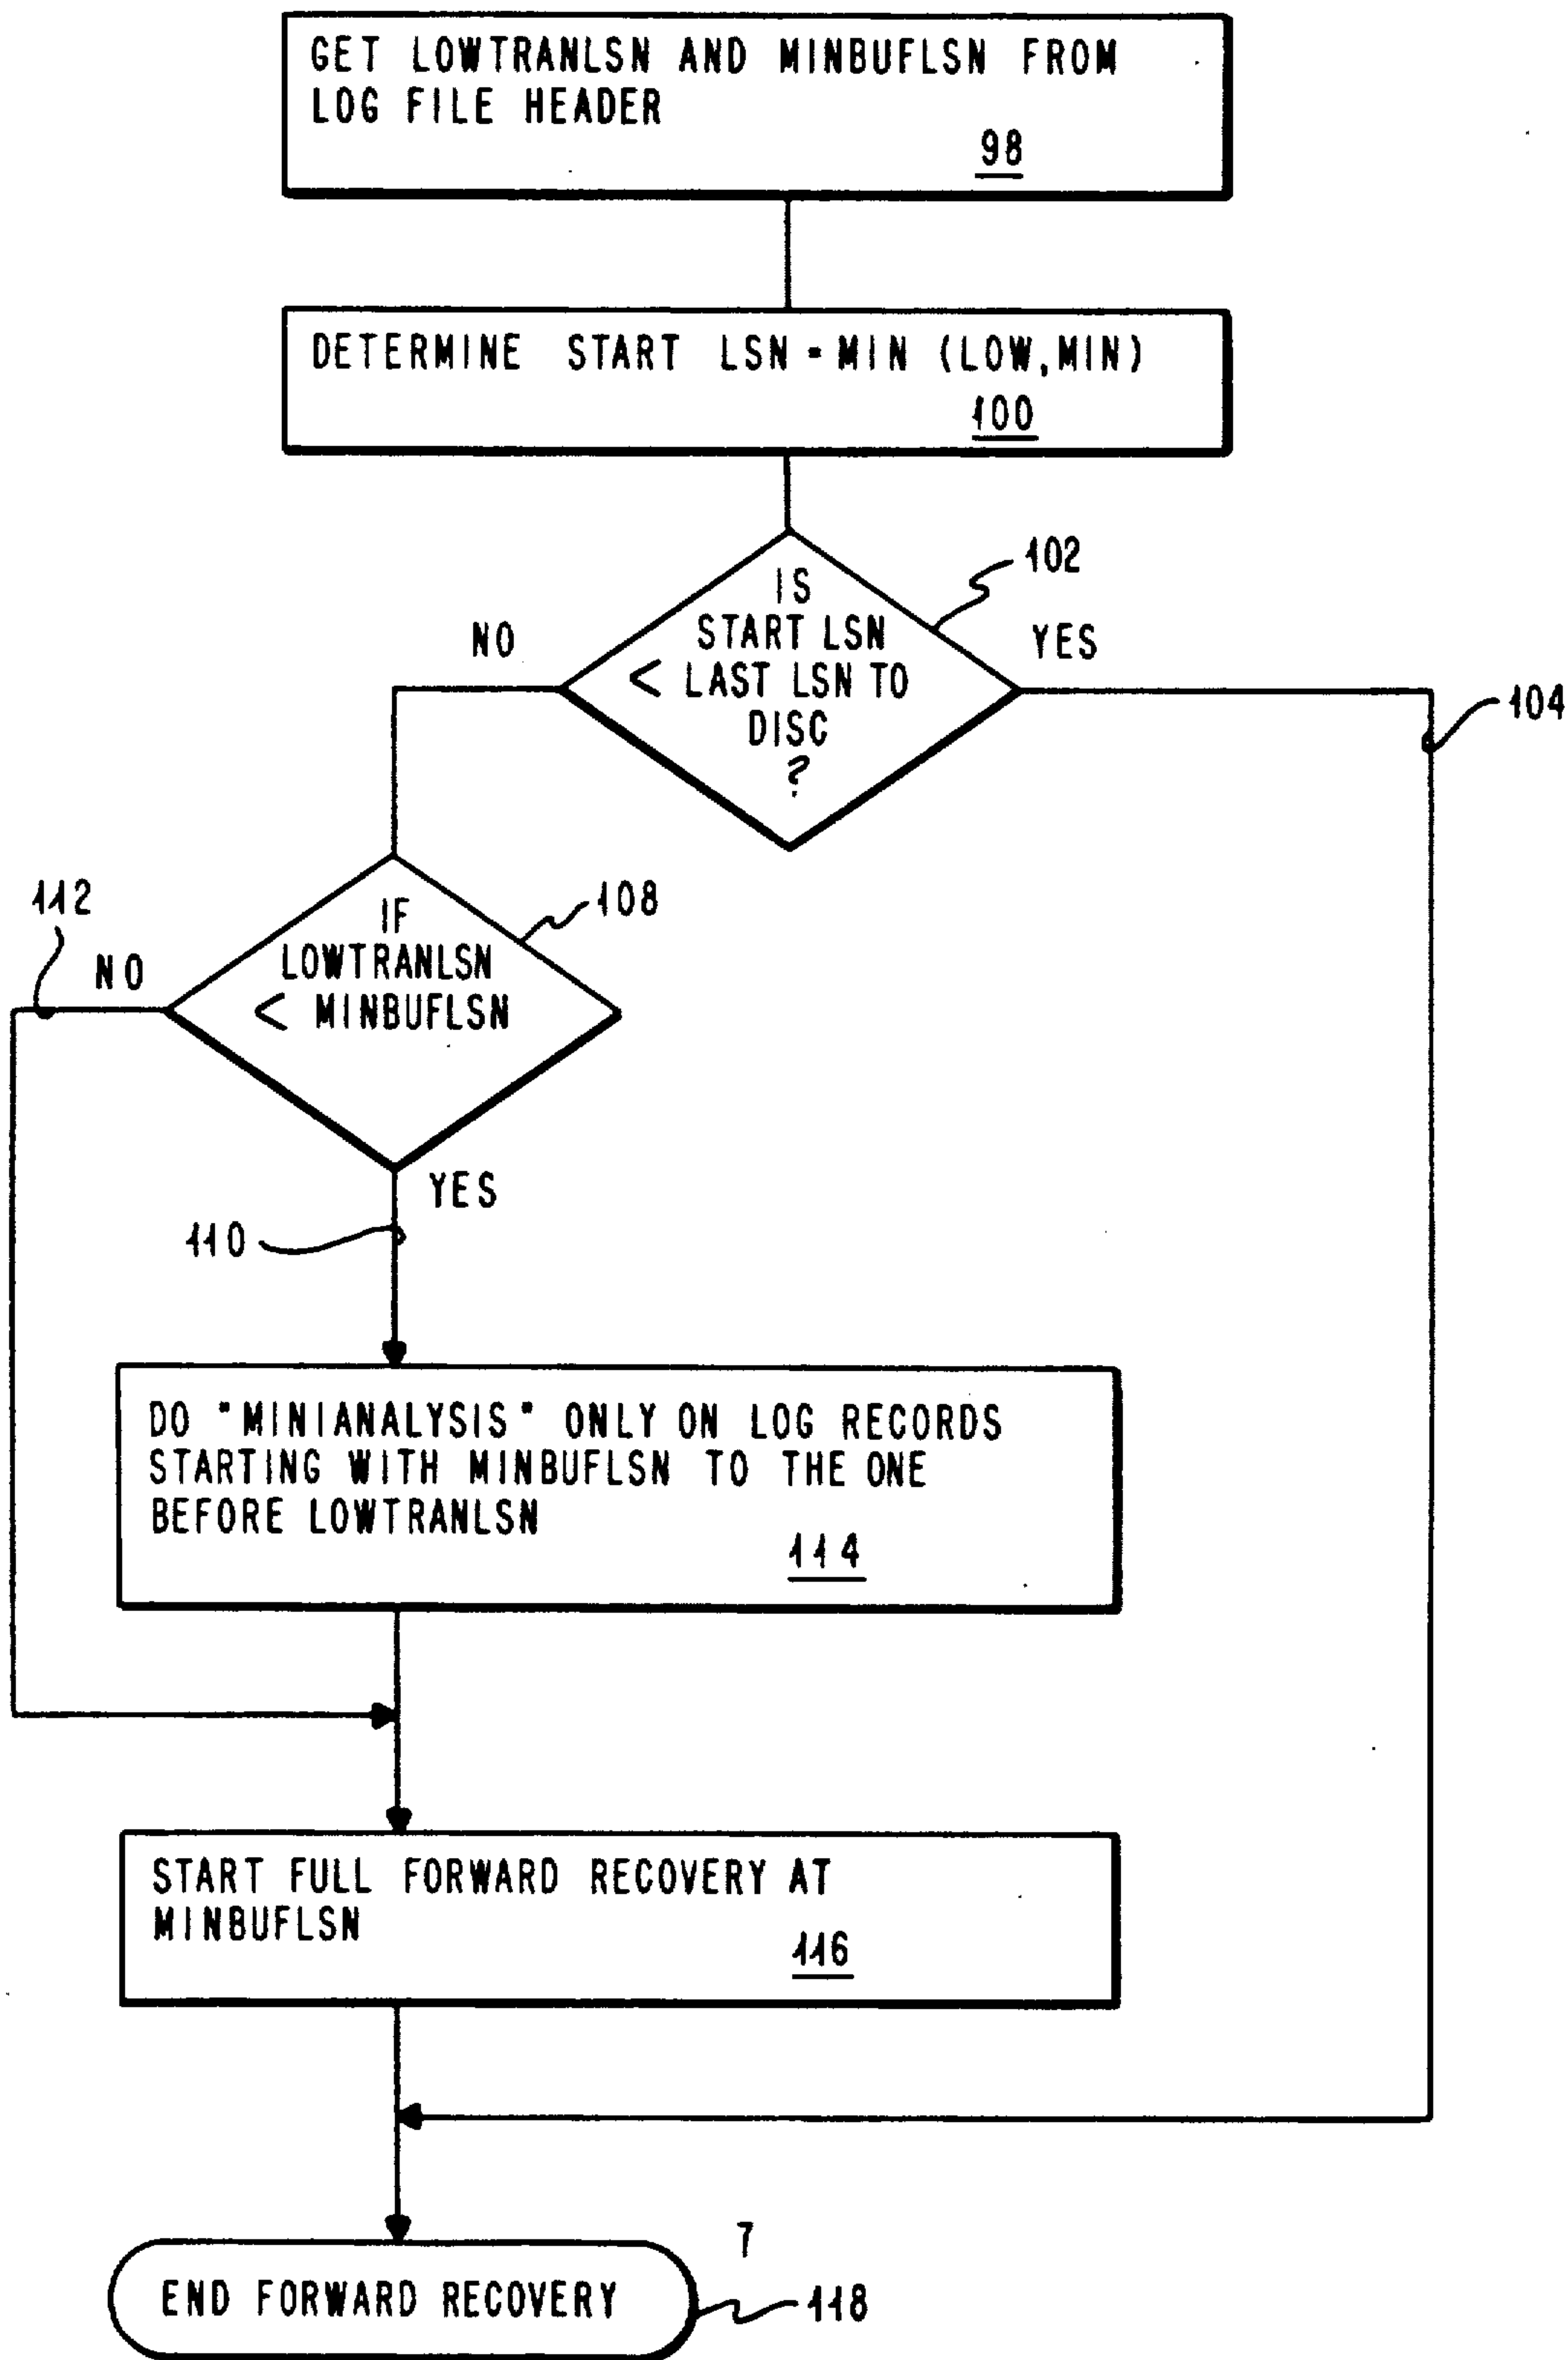 GET LOWTRANLSN AND MINBUFLSN FROM
LOG FILE HEADER
98
DETERMINE START LSN = MIN (LOW,MIN)
100
IS
START LSN
< LAST LSN TO
DISC
?
102
NO
YES
104
IF
LOWTRANLSN
< MINBUFLSN
108
112
NO
YES
110
DO "MINIANALYSIS" ONLY ON LOG RECORDS
STARTING WITH MINBUFLSN TO THE ONE
BEFORE LOWTRANLSN
114
START FULL FORWARD RECOVERY AT
MINBUFLSN
116
END FORWARD RECOVERY
7
118